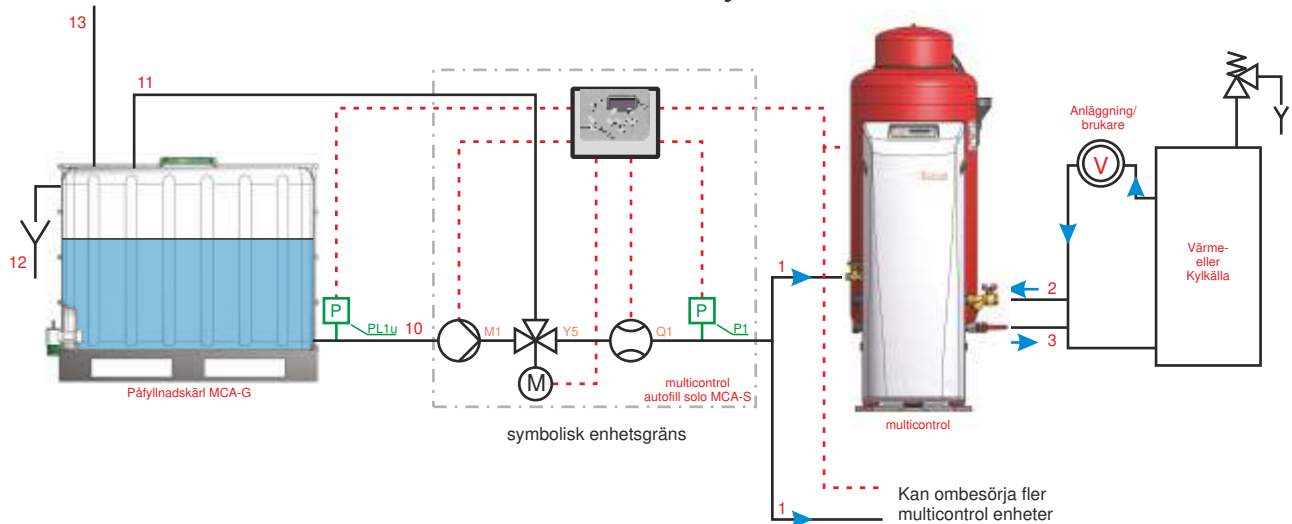 13
11
12
Påfyllnadskärl MCA-G
P
PL1u
10
M1
Y5
M
Q1
P
P1
multicontrol
autofill solo MCA-S
symbolisk enhetsgräns
1
1
multicontrol
Kan ombesörja fler
multicontrol enheter
Anläggning/
brukare
V
2
3
Värme-
eller
Kylkälla